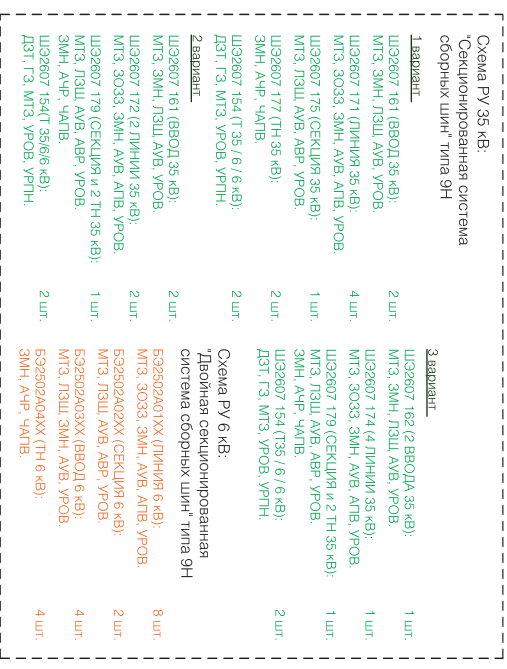 Схема РУ 35 кВ:
"Секционированная система
сборных шин" типа 9Н
1 вариант
ШЭ2607 161 (ВВОД 35 кВ): 2 шт.
МТЗ, ЗМН, ЛЗШ, АУВ, УРОВ.
ШЭ2607 171 (ЛИНИЯ 35 кВ): 4 шт.
МТЗ, ЗОЗЗ, ЗМН, АУВ, АПВ, УРОВ.
ШЭ2607 175 (СЕКЦИЯ 35 кВ): 1 шт.
МТЗ, ЛЗШ, АУВ, АВР, УРОВ.
ШЭ2607 177 (ТН 35 кВ): 2 шт.
ЗМН, АЧР, ЧАПВ.
ШЭ2607 154 (Т 35 / 6 / 6 кВ): 2 шт.
ДЗТ, ГЗ, МТЗ, УРОВ, УРПН.
2 вариант
ШЭ2607 161 (ВВОД 35 кВ): 2 шт.
МТЗ, ЗМН, ЛЗШ, АУВ, УРОВ.
ШЭ2607 172 (2 ЛИНИИ 35 кВ): 2 шт.
МТЗ, ЗОЗЗ, ЗМН, АУВ, АПВ, УРОВ.
ШЭ2607 179 (СЕКЦИЯ и 2 ТН 35 кВ): 1 шт.
МТЗ, ЛЗШ, АУВ, АВР, УРОВ.
ЗМН, АЧР, ЧАПВ.
ШЭ2607 154(Т 35/6/6 кВ): 2 шт.
ДЗТ, ГЗ, МТЗ, УРОВ, УРПН.
3 вариант
ШЭ2607 162 (2 ВВОДА 35 кВ): 1 шт.
МТЗ, ЗМН, ЛЗШ, АУВ, УРОВ.
ШЭ2607 174 (4 ЛИНИИ 35 кВ): 1 шт.
МТЗ, ЗОЗЗ, ЗМН, АУВ, АПВ, УРОВ.
ШЭ2607 179 (СЕКЦИЯ и 2 ТН 35 кВ): 1 шт.
МТЗ, ЛЗШ, АУВ, АВР, УРОВ.
ЗМН, АЧР, ЧАПВ.
ШЭ2607 154 (Т35 / 6 / 6 кВ): 2 шт.
ДЗТ, ГЗ, МТЗ, УРОВ, УРПН.
Схема РУ 6 кВ:
"Двойная секционированная
система сборных шин" типа 9Н
БЭ2502А01ХХ (ЛИНИЯ 6 кВ): 8 шт.
МТЗ, ЗОЗЗ, ЗМН, АУВ, АПВ, УРОВ.
БЭ2502А02ХХ (СЕКЦИЯ 6 кВ): 2 шт.
МТЗ, ЛЗШ, АУВ, АВР, УРОВ.
БЭ2502А03ХХ (ВВОД 6 кВ): 4 шт.
МТЗ, ЛЗШ, ЗМН, АУВ, УРОВ.
БЭ2502А04ХХ (ТН 6 кВ): 4 шт.
ЗМН, АЧР, ЧАПВ.